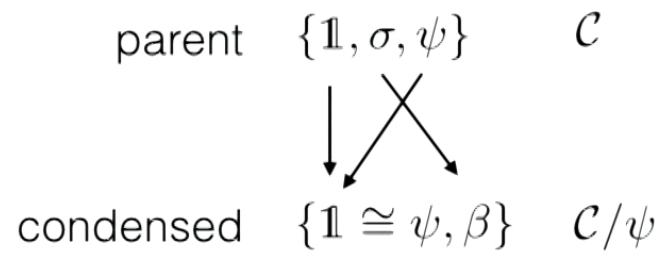 parent {𝟙, σ, ψ} 𝒞
condensed {𝟙 ≅ ψ, β} 𝒞/ψ